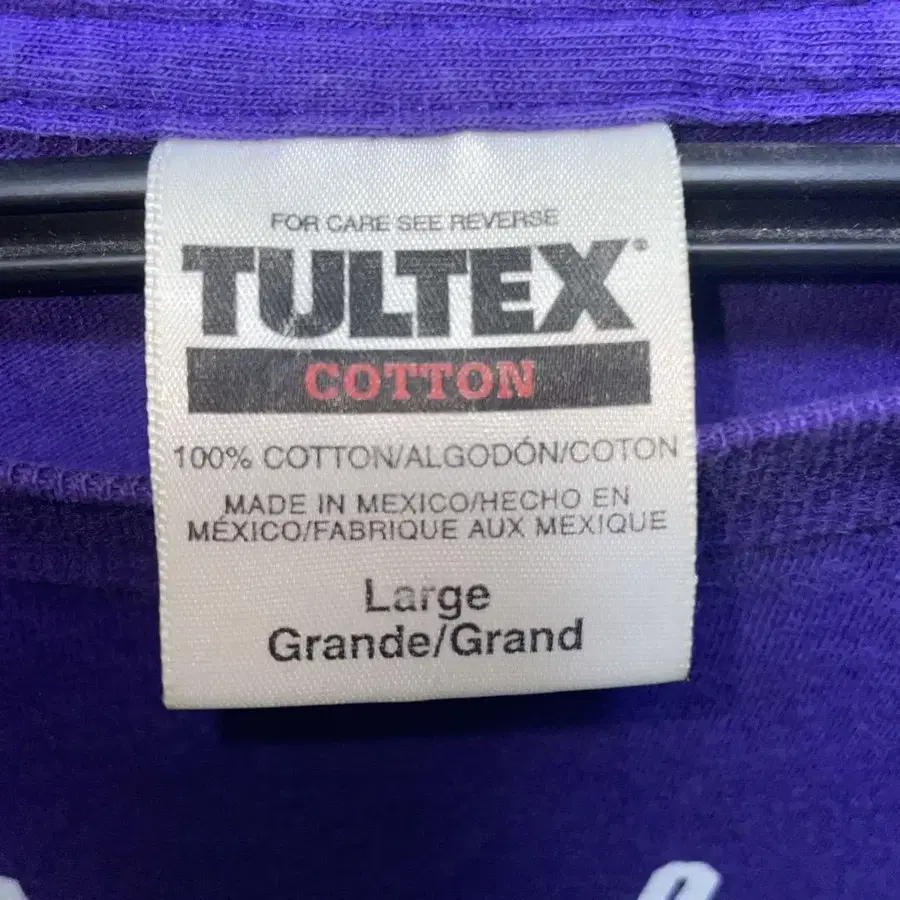 FOR CARE SEE REVERSE
TULTEX®
COTTON
100% COTTON/ALGODÓN/COTON
MADE IN MEXICO/HECHO EN
MÉXICO/FABRIQUE AUX MEXIQUE
Large
Grande/Grand